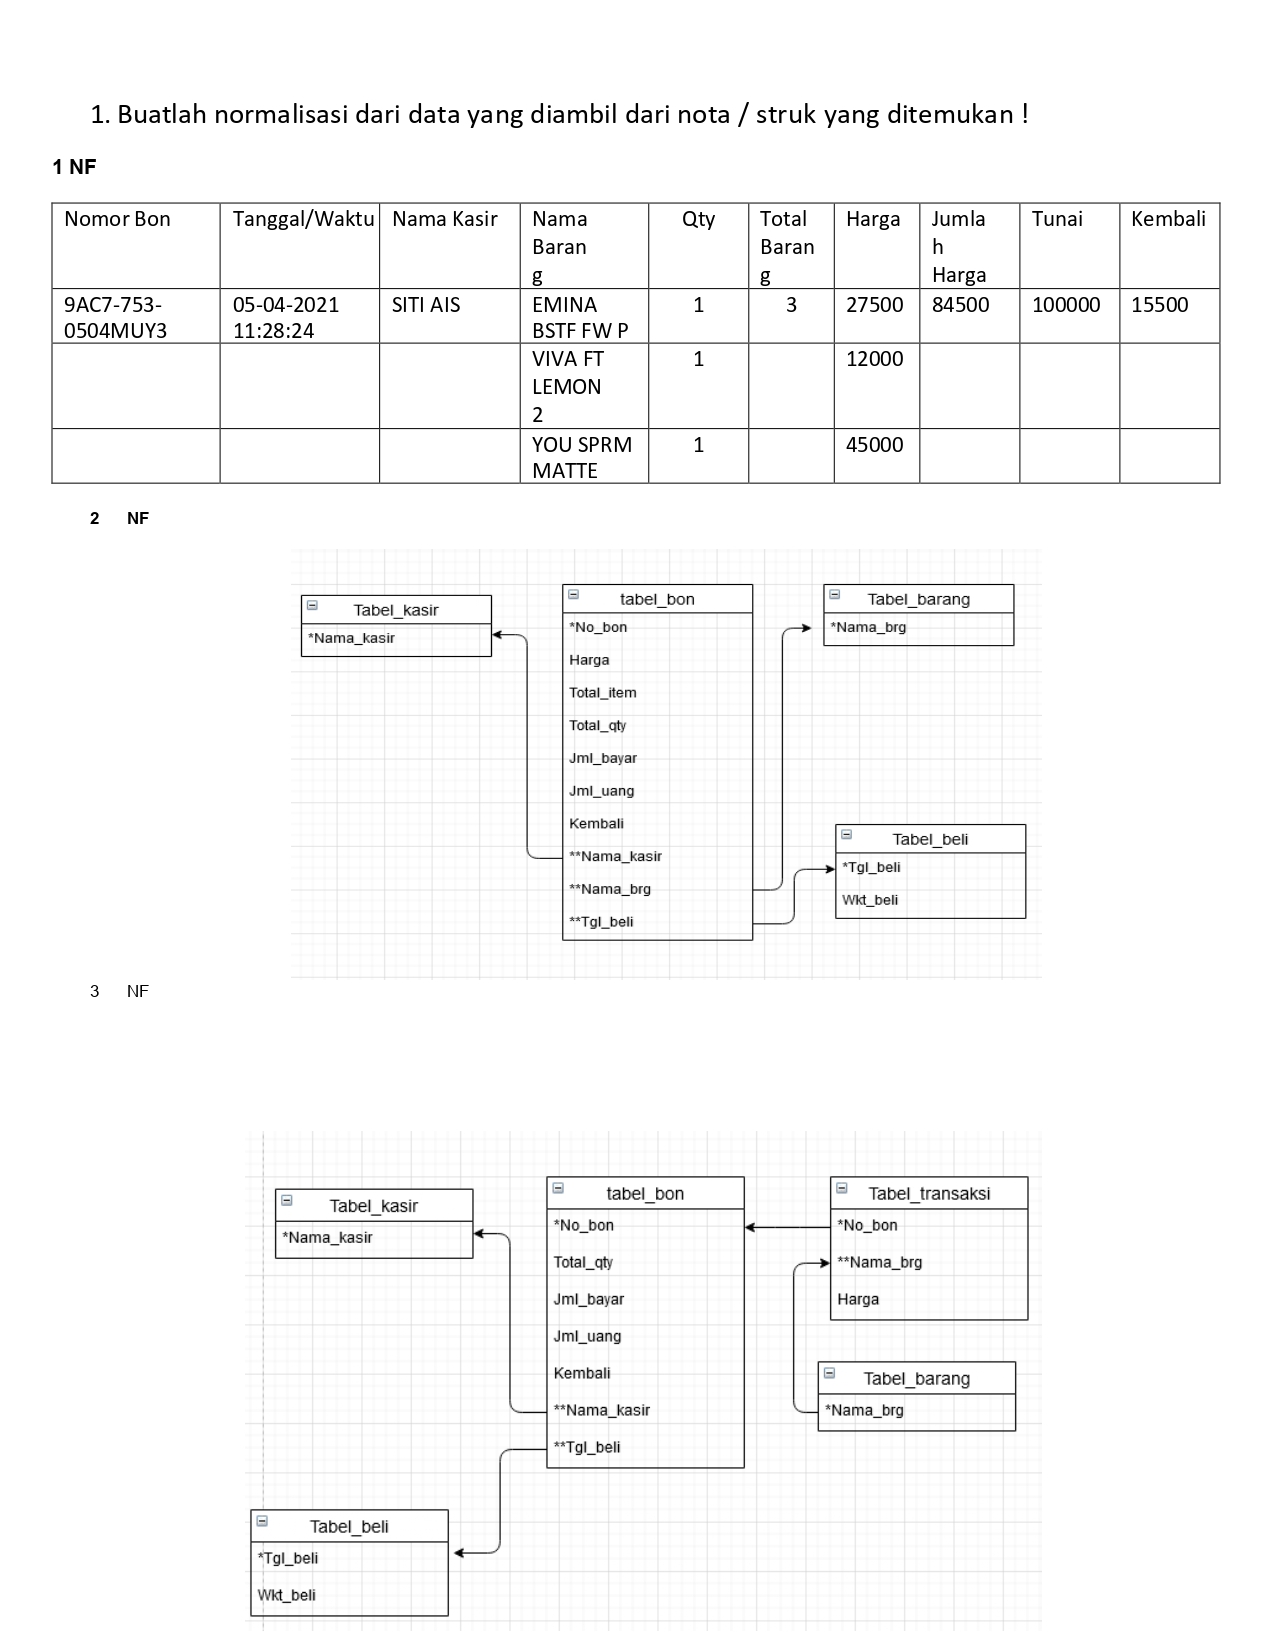 1. Buatlah normalisasi dari data yang diambil dari nota / struk yang ditemukan !
1 NF
Nomor Bon Tanggal/Waktu Nama Kasir Nama Qty Total Harga Jumla Tunai Kembali
Baran Baran h
g g Harga
9AC7-753- 05-04-2021 SITI AIS EMINA 1 3 27500 84500 100000 15500
0504MUY3 11:28:24 BSTF FW P
VIVA FT 1 12000
LEMON
2
YOU SPRM 1 45000
MATTE
2 NF
Tabel_kasir
*Nama_kasir
tabel_bon
*No_bon
Harga
Total_item
Total_qty
Jml_bayar
Jml_uang
Kembali
**Nama_kasir
**Nama_brg
**Tgl_beli
Tabel_barang
*Nama_brg
Tabel_beli
*Tgl_beli
Wkt_beli
3 NF
Tabel_kasir
*Nama_kasir
tabel_bon
*No_bon
Total_qty
Jml_bayar
Jml_uang
Kembali
**Nama_kasir
**Tgl_beli
Tabel_transaksi
*No_bon
**Nama_brg
Harga
Tabel_barang
*Nama_brg
Tabel_beli
*Tgl_beli
Wkt_beli